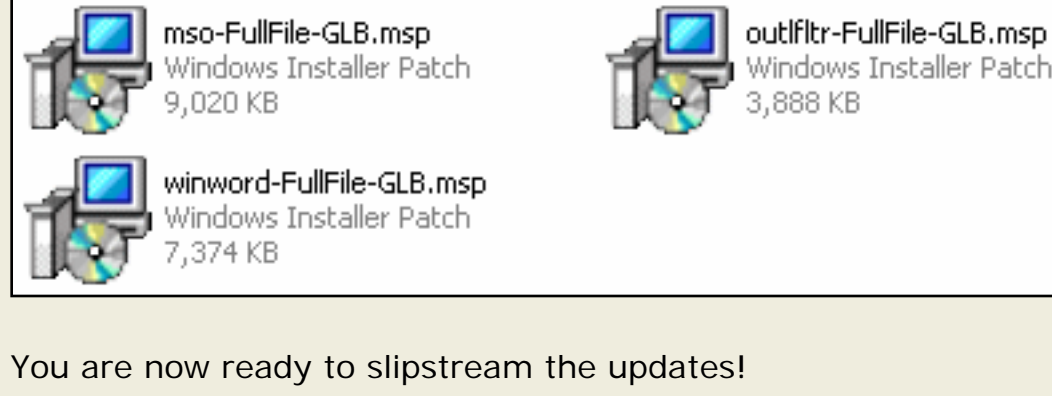 mso-FullFile-GLB.msp
Windows Installer Patch
9,020 KB
outlfltr-FullFile-GLB.msp
Windows Installer Patch
3,888 KB
winword-FullFile-GLB.msp
Windows Installer Patch
7,374 KB
You are now ready to slipstream the updates!